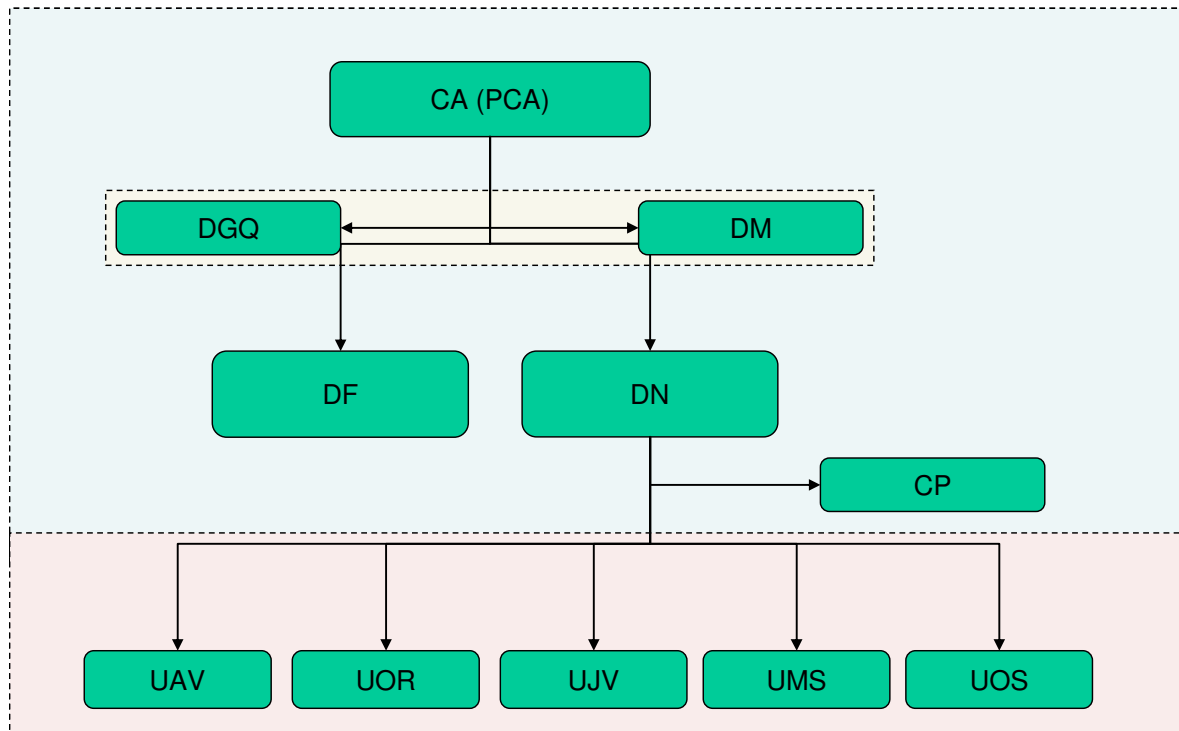 CA (PCA)
DGQ
DM
DF
DN
CP
UAV
UOR
UJV
UMS
UOS